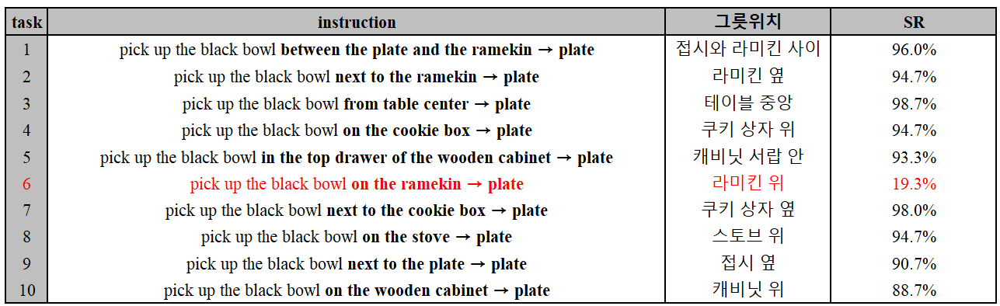 task instruction 그릇위치 SR
1 pick up the black bowl between the plate and the ramekin → plate 접시와 라미킨 사이 96.0%
2 pick up the black bowl next to the ramekin → plate 라미킨 옆 94.7%
3 pick up the black bowl from table center → plate 테이블 중앙 98.7%
4 pick up the black bowl on the cookie box → plate 쿠키 상자 위 94.7%
5 pick up the black bowl in the top drawer of the wooden cabinet → plate 캐비닛 서랍 안 93.3%
6 pick up the black bowl on the ramekin → plate 라미킨 위 19.3%
7 pick up the black bowl next to the cookie box → plate 쿠키 상자 옆 98.0%
8 pick up the black bowl on the stove → plate 스토브 위 94.7%
9 pick up the black bowl next to the plate → plate 접시 옆 90.7%
10 pick up the black bowl on the wooden cabinet → plate 캐비닛 위 88.7%